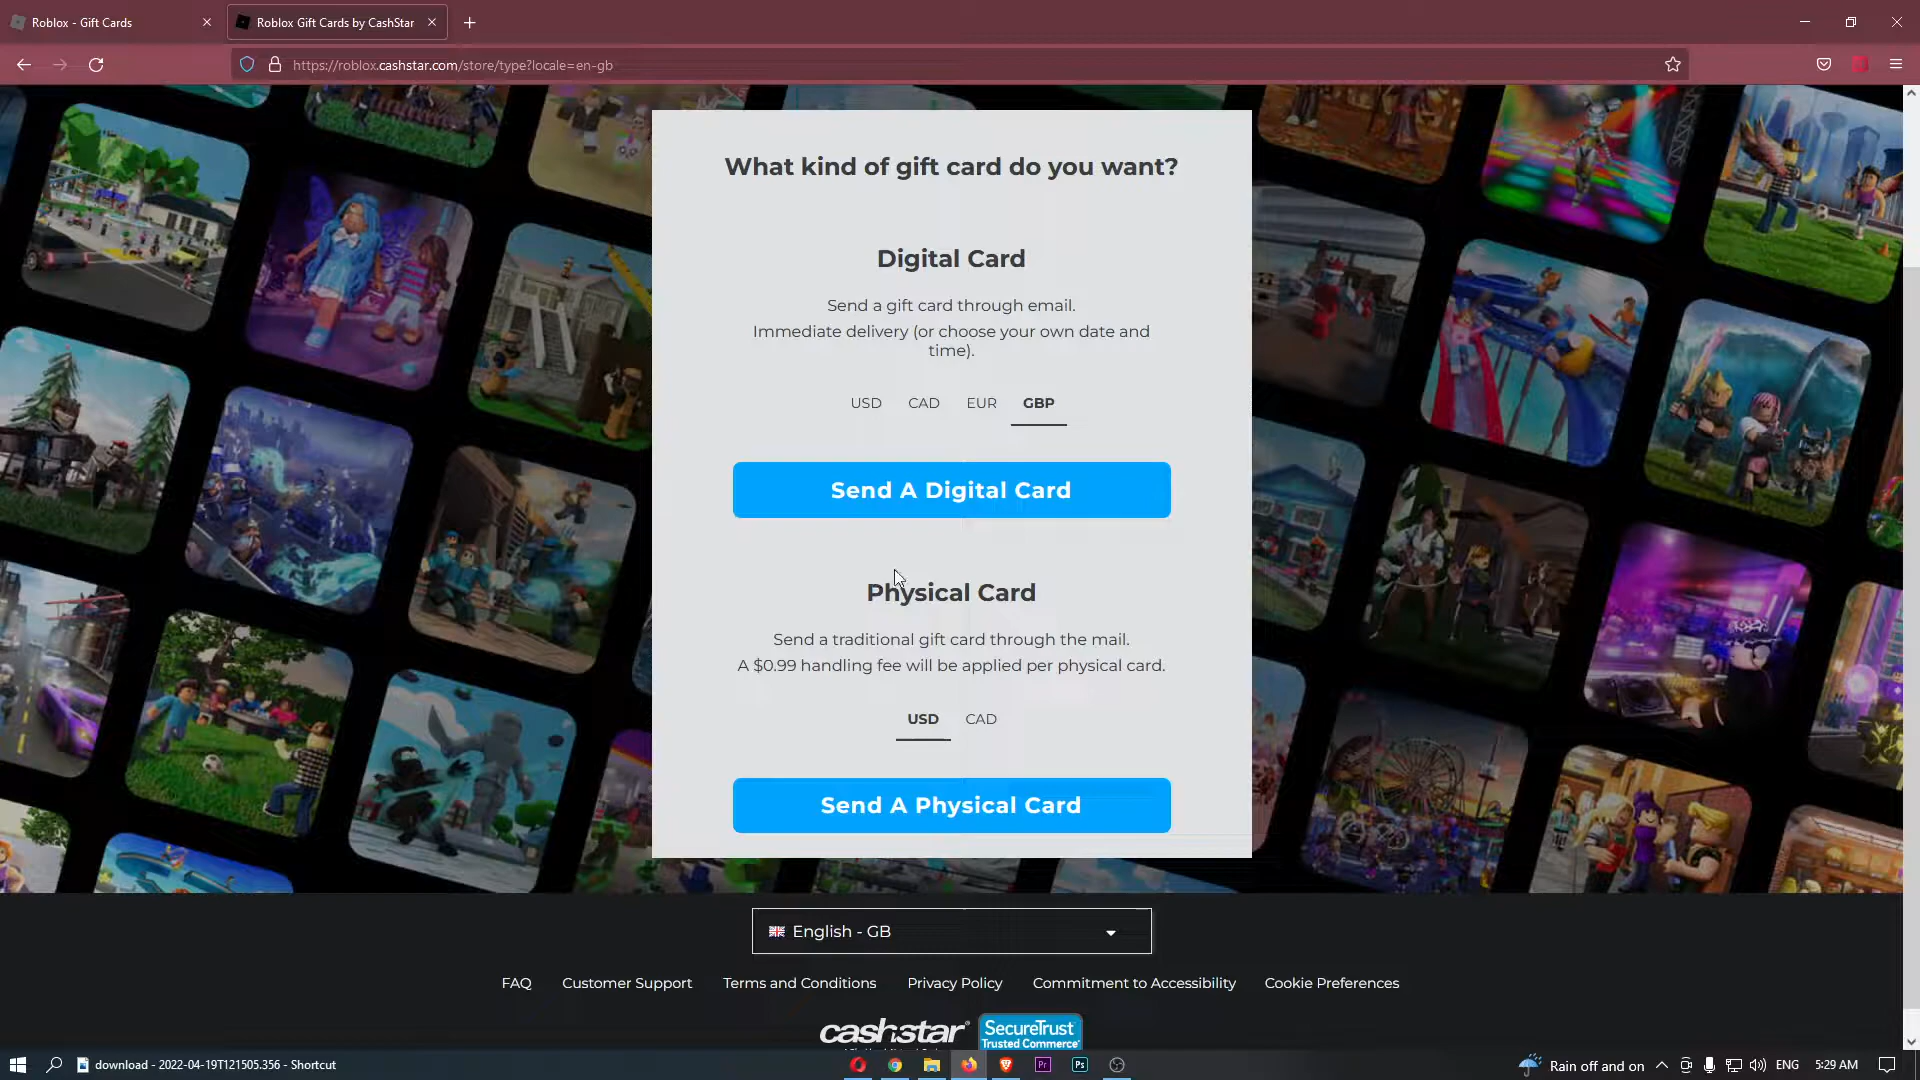 Roblox - Gift Cards
Roblox Gift Cards by CashStar
https://roblox.cashstar.com/store/type?locale=en-gb
What kind of gift card do you want?
Digital Card
Send a gift card through email.
Immediate delivery (or choose your own date and
time).
USD CAD EUR GBP
Send A Digital Card
Physical Card
Send a traditional gift card through the mail.
A $0.99 handling fee will be applied per physical card.
USD CAD
Send A Physical Card
English - GB
FAQ Customer Support Terms and Conditions Privacy Policy Commitment to Accessibility Cookie Preferences
cashstar
SecureTrust
Trusted Commerce
download - 2022-04-19T121505.356 - Shortcut
Pr
Ps
Rain off and on
ENG
5:29 AM